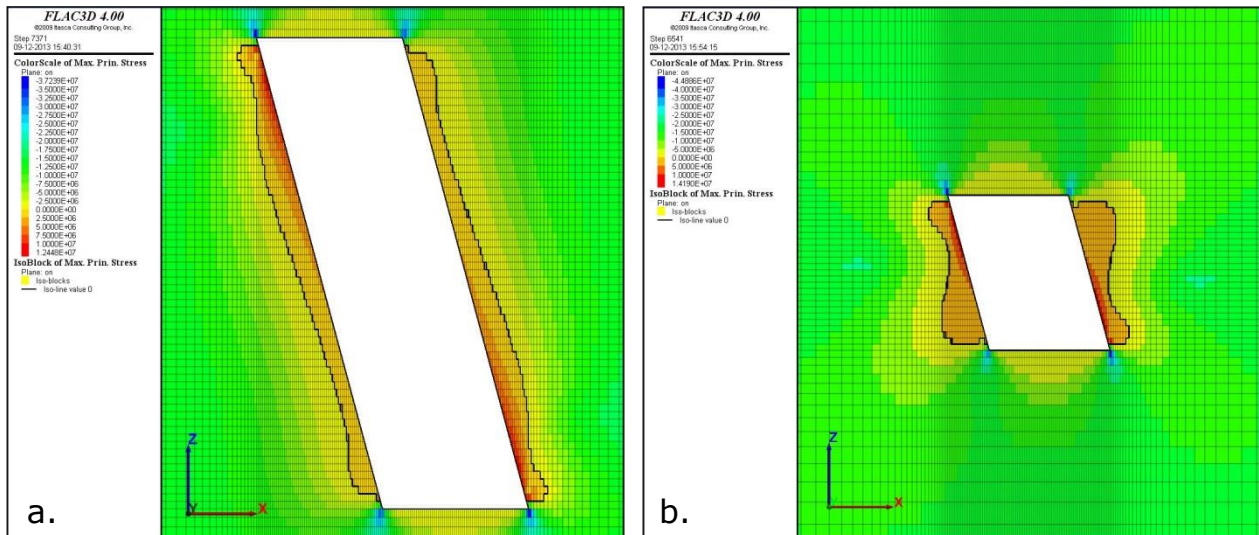 FLAC3D 4.00
©2009 Itasca Consulting Group, Inc.
Step 7371
09-12-2013 15:40:31
ColorScale of Max. Prin. Stress
Plane: on
-3.7239E+07
-3.5000E+07
-3.2500E+07
-3.0000E+07
-2.7500E+07
-2.5000E+07
-2.2500E+07
-2.0000E+07
-1.7500E+07
-1.5000E+07
-1.2500E+07
-1.0000E+07
-7.5000E+06
-5.0000E+06
-2.5000E+06
0.0000E+00
2.5000E+06
5.0000E+06
7.5000E+06
1.0000E+07
1.2448E+07
IsoBlock of Max. Prin. Stress
Plane: on
Iso-blocks
Iso-line value 0
Z
Y
X
a.
FLAC3D 4.00
©2009 Itasca Consulting Group, Inc.
Step 6541
09-12-2013 15:54:15
ColorScale of Max. Prin. Stress
Plane: on
-4.4886E+07
-4.0000E+07
-3.5000E+07
-3.0000E+07
-2.5000E+07
-2.0000E+07
-1.5000E+07
-1.0000E+07
-5.0000E+06
0.0000E+00
5.0000E+06
1.0000E+07
1.4190E+07
IsoBlock of Max. Prin. Stress
Plane: on
Iso-blocks
Iso-line value 0
Z
X
b.